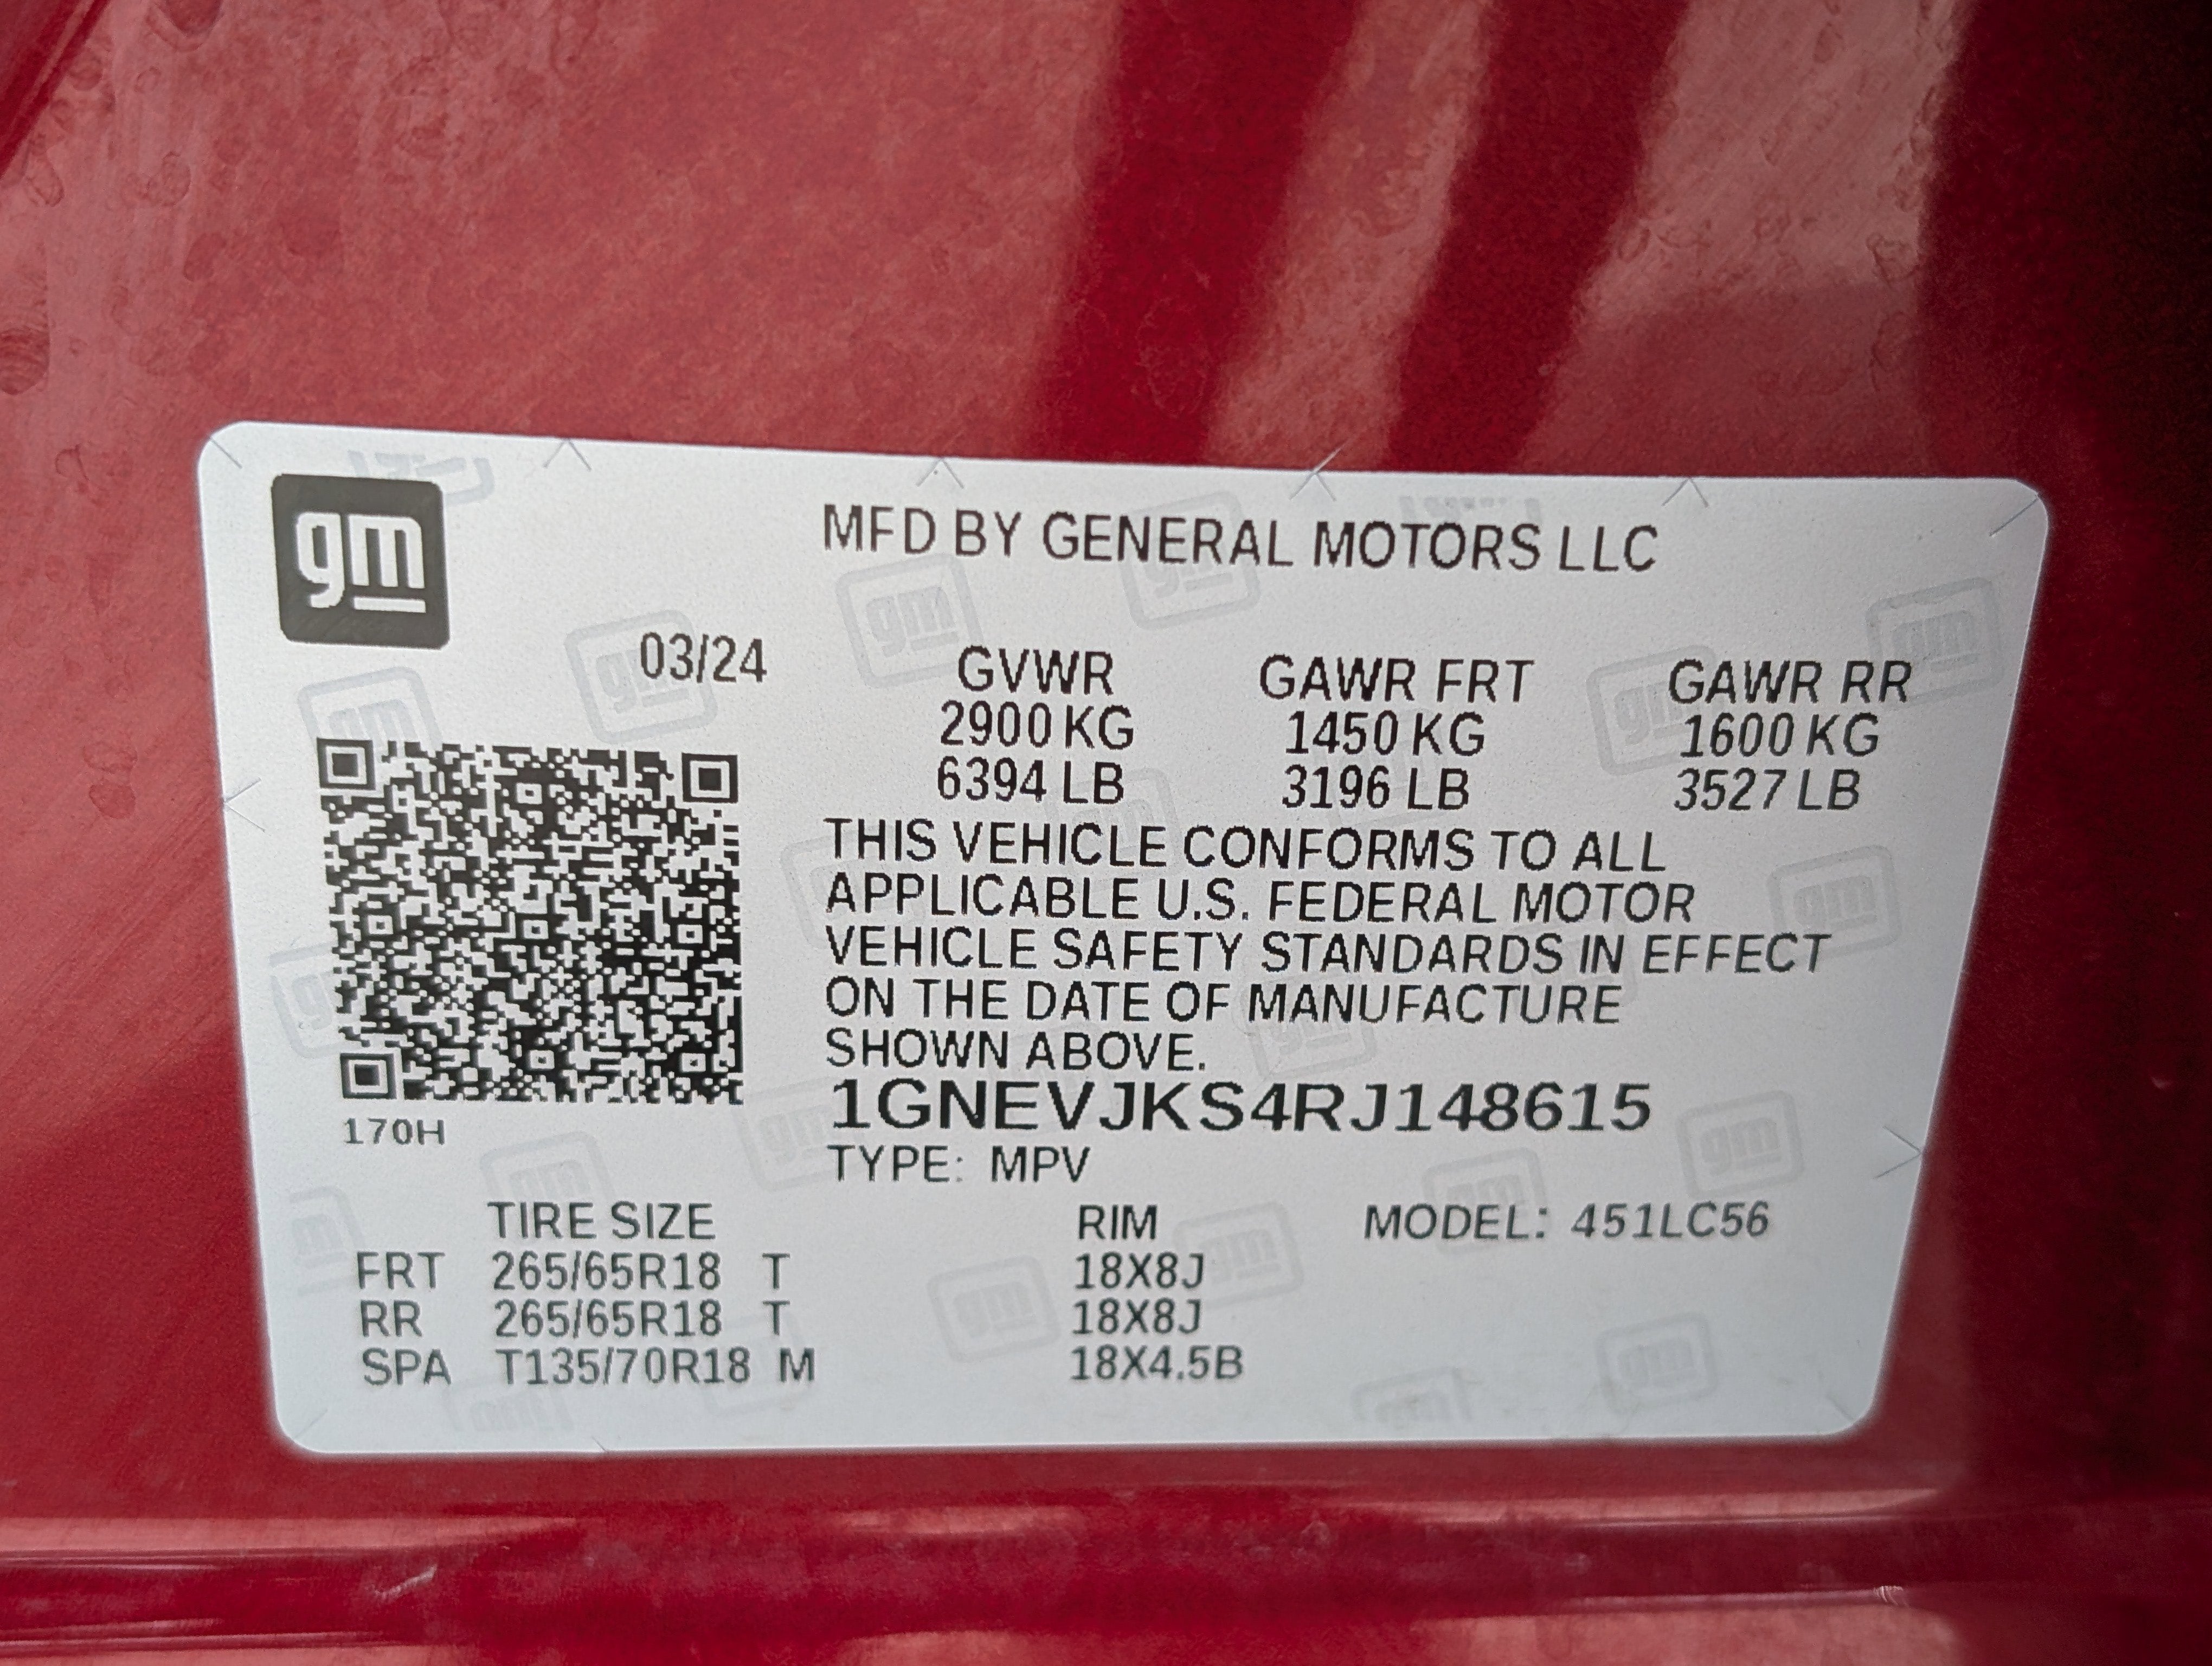 gm
MFD BY GENERAL MOTORS LLC
03/24
GVWR GAWR FRT GAWR RR
2900 KG 1450 KG 1600 KG
6394 LB 3196 LB 3527 LB
THIS VEHICLE CONFORMS TO ALL
APPLICABLE U.S. FEDERAL MOTOR
VEHICLE SAFETY STANDARDS IN EFFECT
ON THE DATE OF MANUFACTURE
SHOWN ABOVE.
1GNEVJKS4RJ148615
170H
TYPE: MPV
TIRE SIZE RIM MODEL: 451LC56
FRT 265/65R18 T 18X8J
RR 265/65R18 T 18X8J
SPA T135/70R18 M 18X4.5B